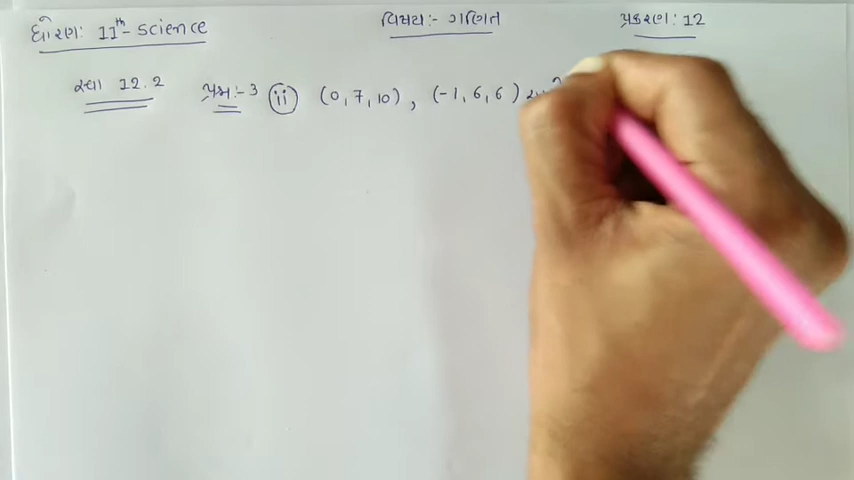 ધોરણ: 11th - Science વિષય:- ગણિત પ્રકરણ: 12
સ્વા 12.2 પ્રશ્ન:- 3 (ii) (0, 7, 10) , (-1, 6, 6)